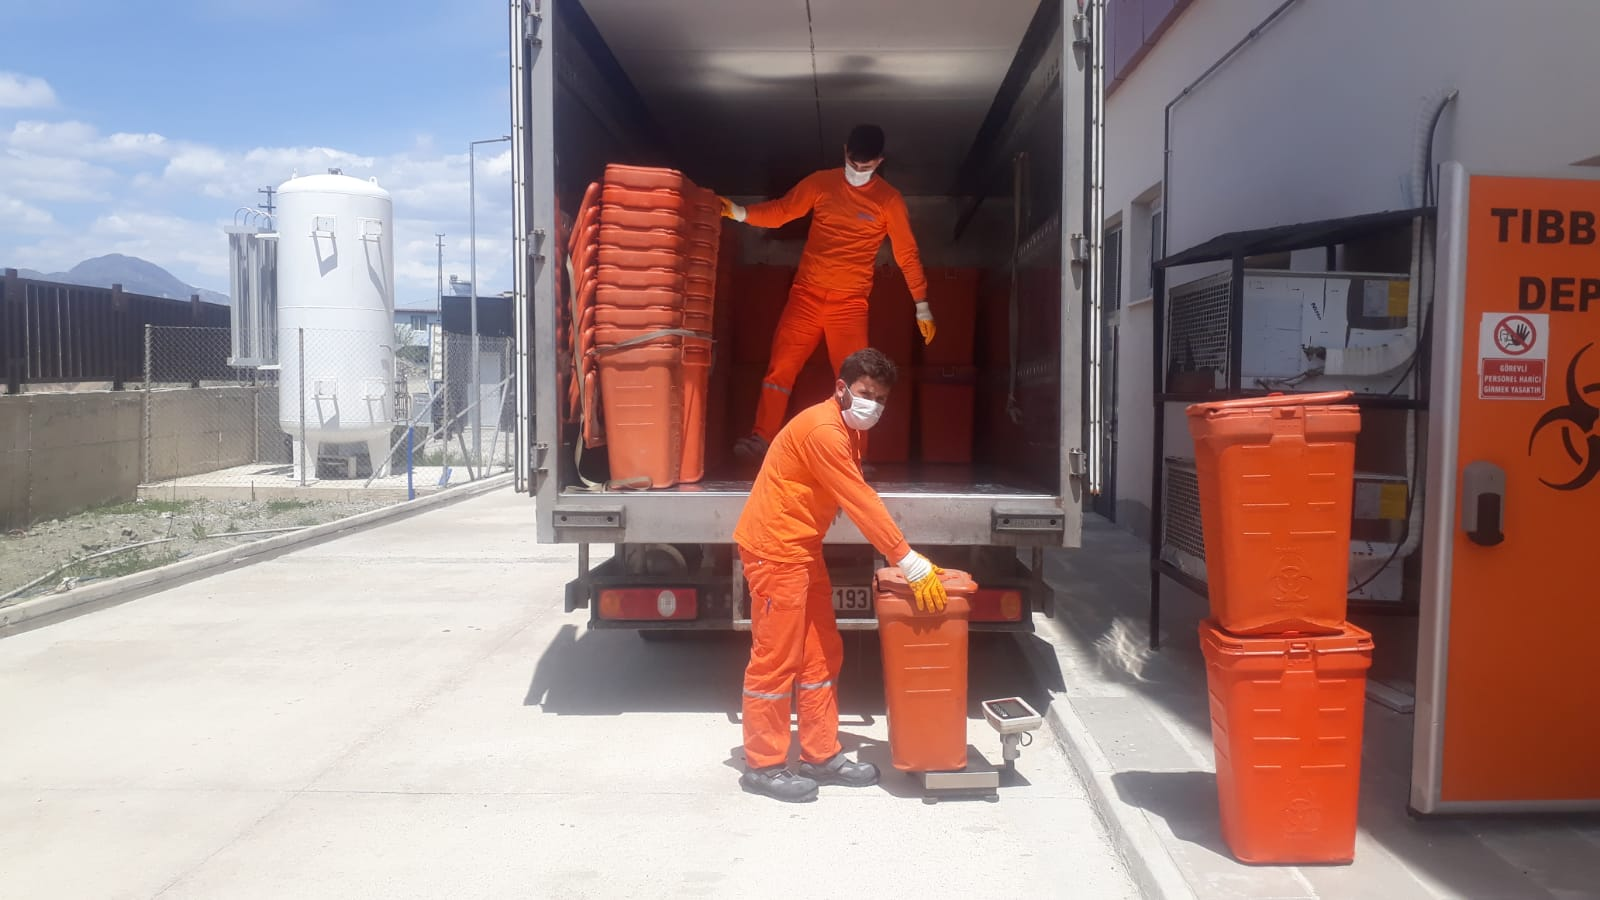 TIBB
DEP
GÖREVLİ
PERSONEL HARİCİ
GİRMEK YASAKTIR
193